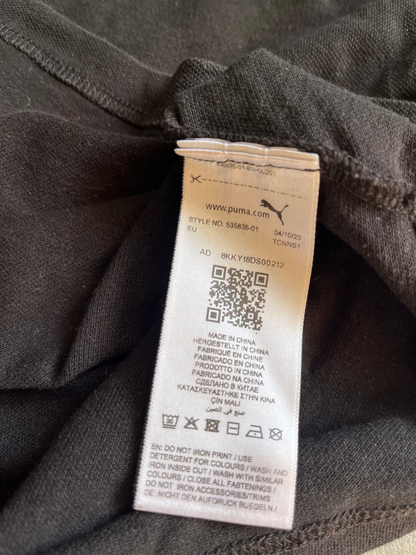 www.puma.com
STYLE NO. 535835-01 04/10/23
EU TCNNS1
AD 8KKY18DS00212
MADE IN CHINA
HERGESTELLT IN CHINA
FABRIQUÉ EN CHINE
FABRICADO EN CHINA
PRODOTTO IN CHINA
FABRICADO NA CHINA
СДЕЛАНО В КИТАЕ
ΚΑΤΑΣΚΕΥΑΣΤΗΚΕ ΣΤΗΝ ΚΙΝΑ
ÇİN MALI
صنع في الصين
EN: DO NOT IRON PRINT / USE
DETERGENT FOR COLOURS / WASH AND
IRON INSIDE OUT / WASH WITH SIMILAR
COLOURS / CLOSE ALL FASTENINGS /
DO NOT IRON ACCESSORIES/TRIMS
DE: NICHT DEN AUFDRUCK BUEGELN /